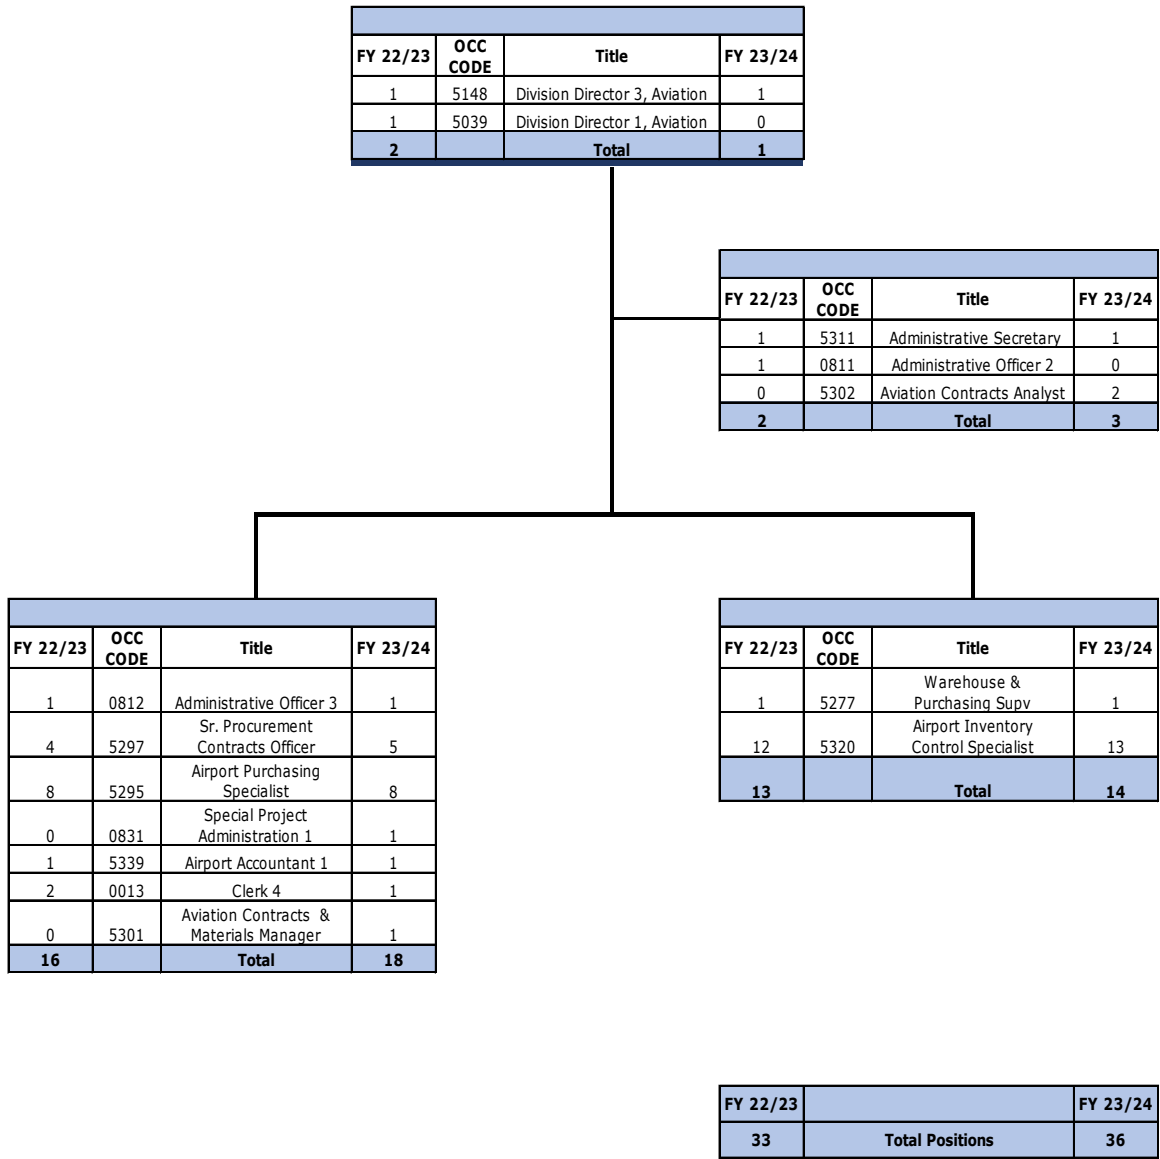 FY 22/23 OCC CODE Title FY 23/24
1 5148 Division Director 3, Aviation 1
1 5039 Division Director 1, Aviation 0
2 Total 1
FY 22/23 OCC CODE Title FY 23/24
1 5311 Administrative Secretary 1
1 0811 Administrative Officer 2 0
0 5302 Aviation Contracts Analyst 2
2 Total 3
FY 22/23 OCC CODE Title FY 23/24
1 0812 Administrative Officer 3 1
4 5297 Sr. Procurement Contracts Officer 5
8 5295 Airport Purchasing Specialist 8
0 0831 Special Project Administration 1 1
1 5339 Airport Accountant 1 1
2 0013 Clerk 4 1
0 5301 Aviation Contracts & Materials Manager 1
16 Total 18
FY 22/23 OCC CODE Title FY 23/24
1 5277 Warehouse & Purchasing Supv 1
12 5320 Airport Inventory Control Specialist 13
13 Total 14
FY 22/23 FY 23/24
33 Total Positions 36